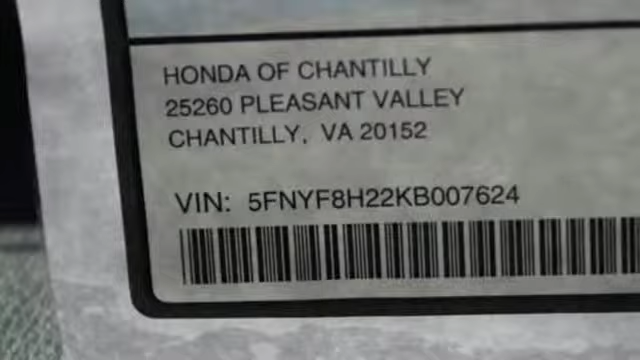 HONDA OF CHANTILLY
25260 PLEASANT VALLEY
CHANTILLY, VA 20152
VIN: 5FNYF8H22KB007624